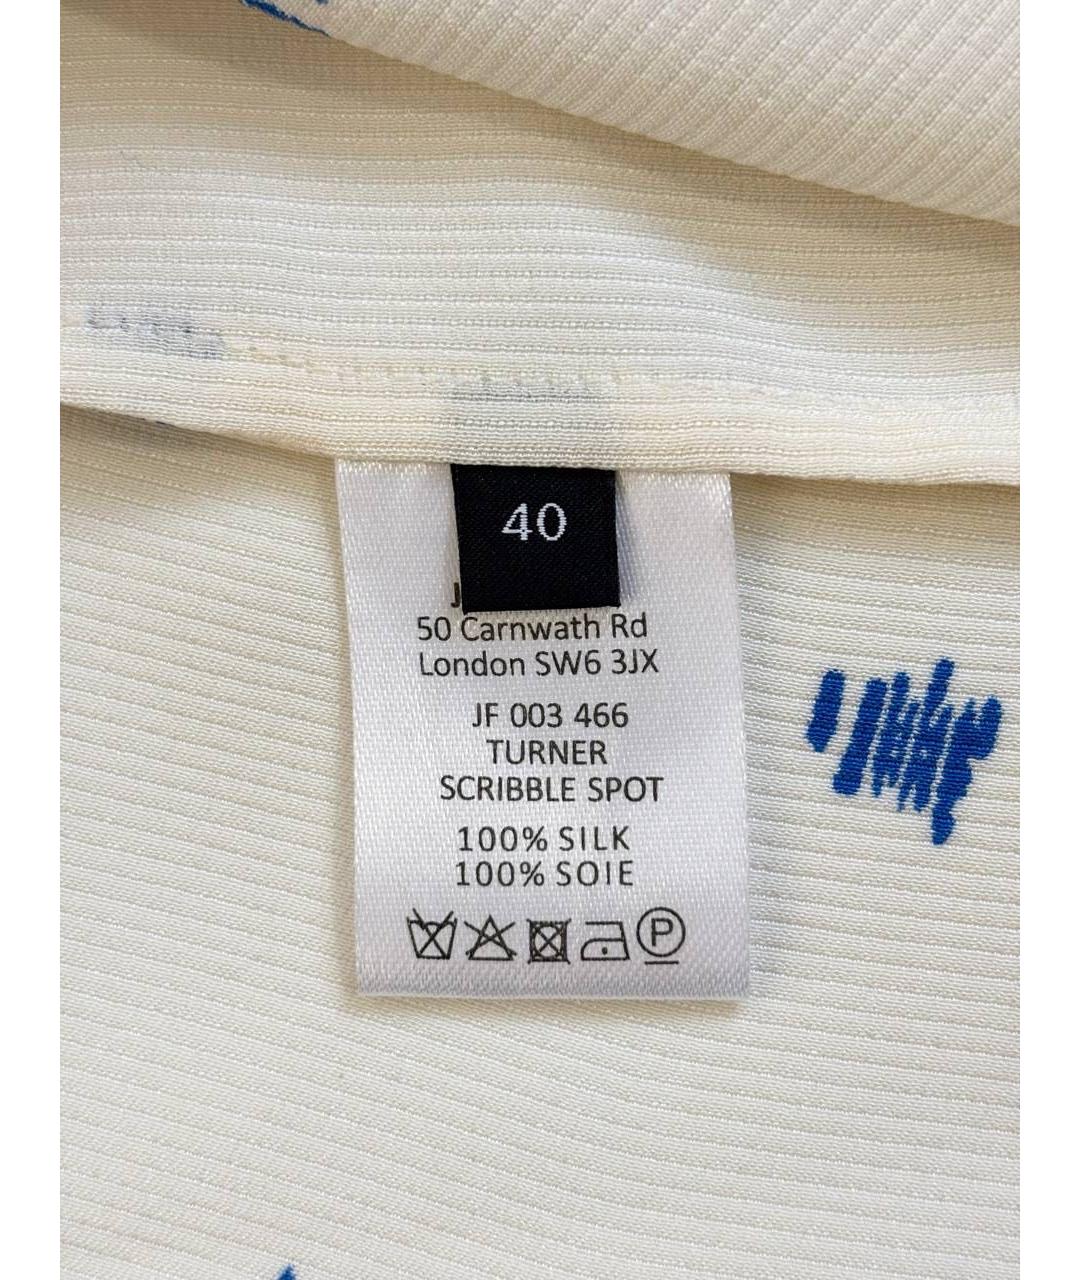 40
50 Carnwath Rd
London SW6 3JX
JF 003 466
TURNER
SCRIBBLE SPOT
100% SILK
100% SOIE
P